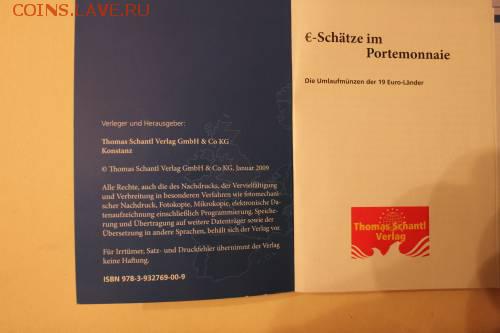 COINS.LAVE.RU
Verleger und Herausgeber:
Thomas Schantl Verlag GmbH & Co KG
Konstanz
© Thomas Schantl Verlag GmbH & Co KG, Januar 2009
Alle Rechte, auch die des Nachdrucks, der Vervielfältigung
und Verbreitung in besonderen Verfahren wie fotomechani-
scher Nachdruck, Fotokopie, Mikrokopie, elektronische Da-
tenaufzeichnung einschließlich Programmierung, Speiche-
rung und Übertragung auf weitere Datenträger sowie der
Übersetzung in andere Sprachen, behält sich der Verlag vor.
Für Irrtümer, Satz- und Druckfehler übernimmt der Verlag
keine Haftung.
ISBN 978-3-932769-00-9
€-Schätze im
Portemonnaie
Die Umlaufmünzen der 19 Euro-Länder
Thomas Schantl
Verlag